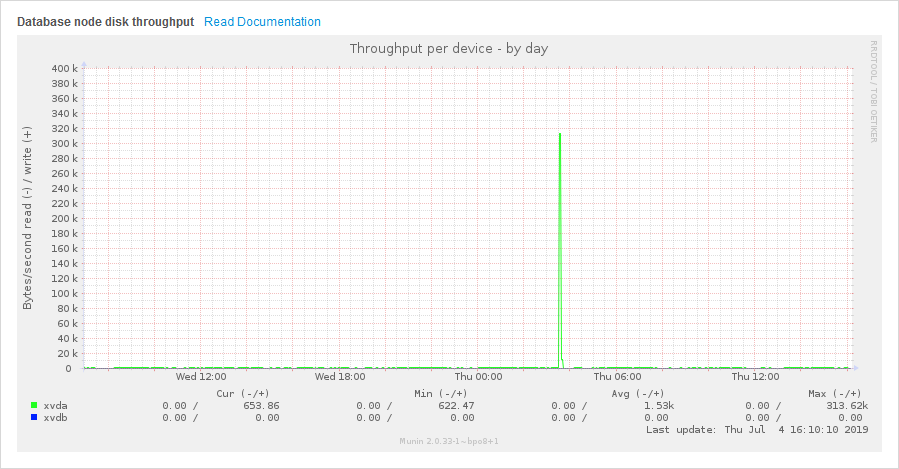 Database node disk throughput Read Documentation
Throughput per device - by day
RRDTOOL / TOBI OETIKER
Bytes/second read (-) / write (+)
400 k
380 k
360 k
340 k
320 k
300 k
280 k
260 k
240 k
220 k
200 k
180 k
160 k
140 k
120 k
100 k
80 k
60 k
40 k
20 k
0
Wed 12:00 Wed 18:00 Thu 00:00 Thu 06:00 Thu 12:00
Cur (-/+) Min (-/+) Avg (-/+) Max (-/+)
xvda 0.00 / 653.86 0.00 / 622.47 0.00 / 1.53k 0.00 / 313.62k
xvdb 0.00 / 0.00 0.00 / 0.00 0.00 / 0.00 0.00 / 0.00
Last update: Thu Jul 4 16:10:10 2019
Munin 2.0.33-1~bpo8+1